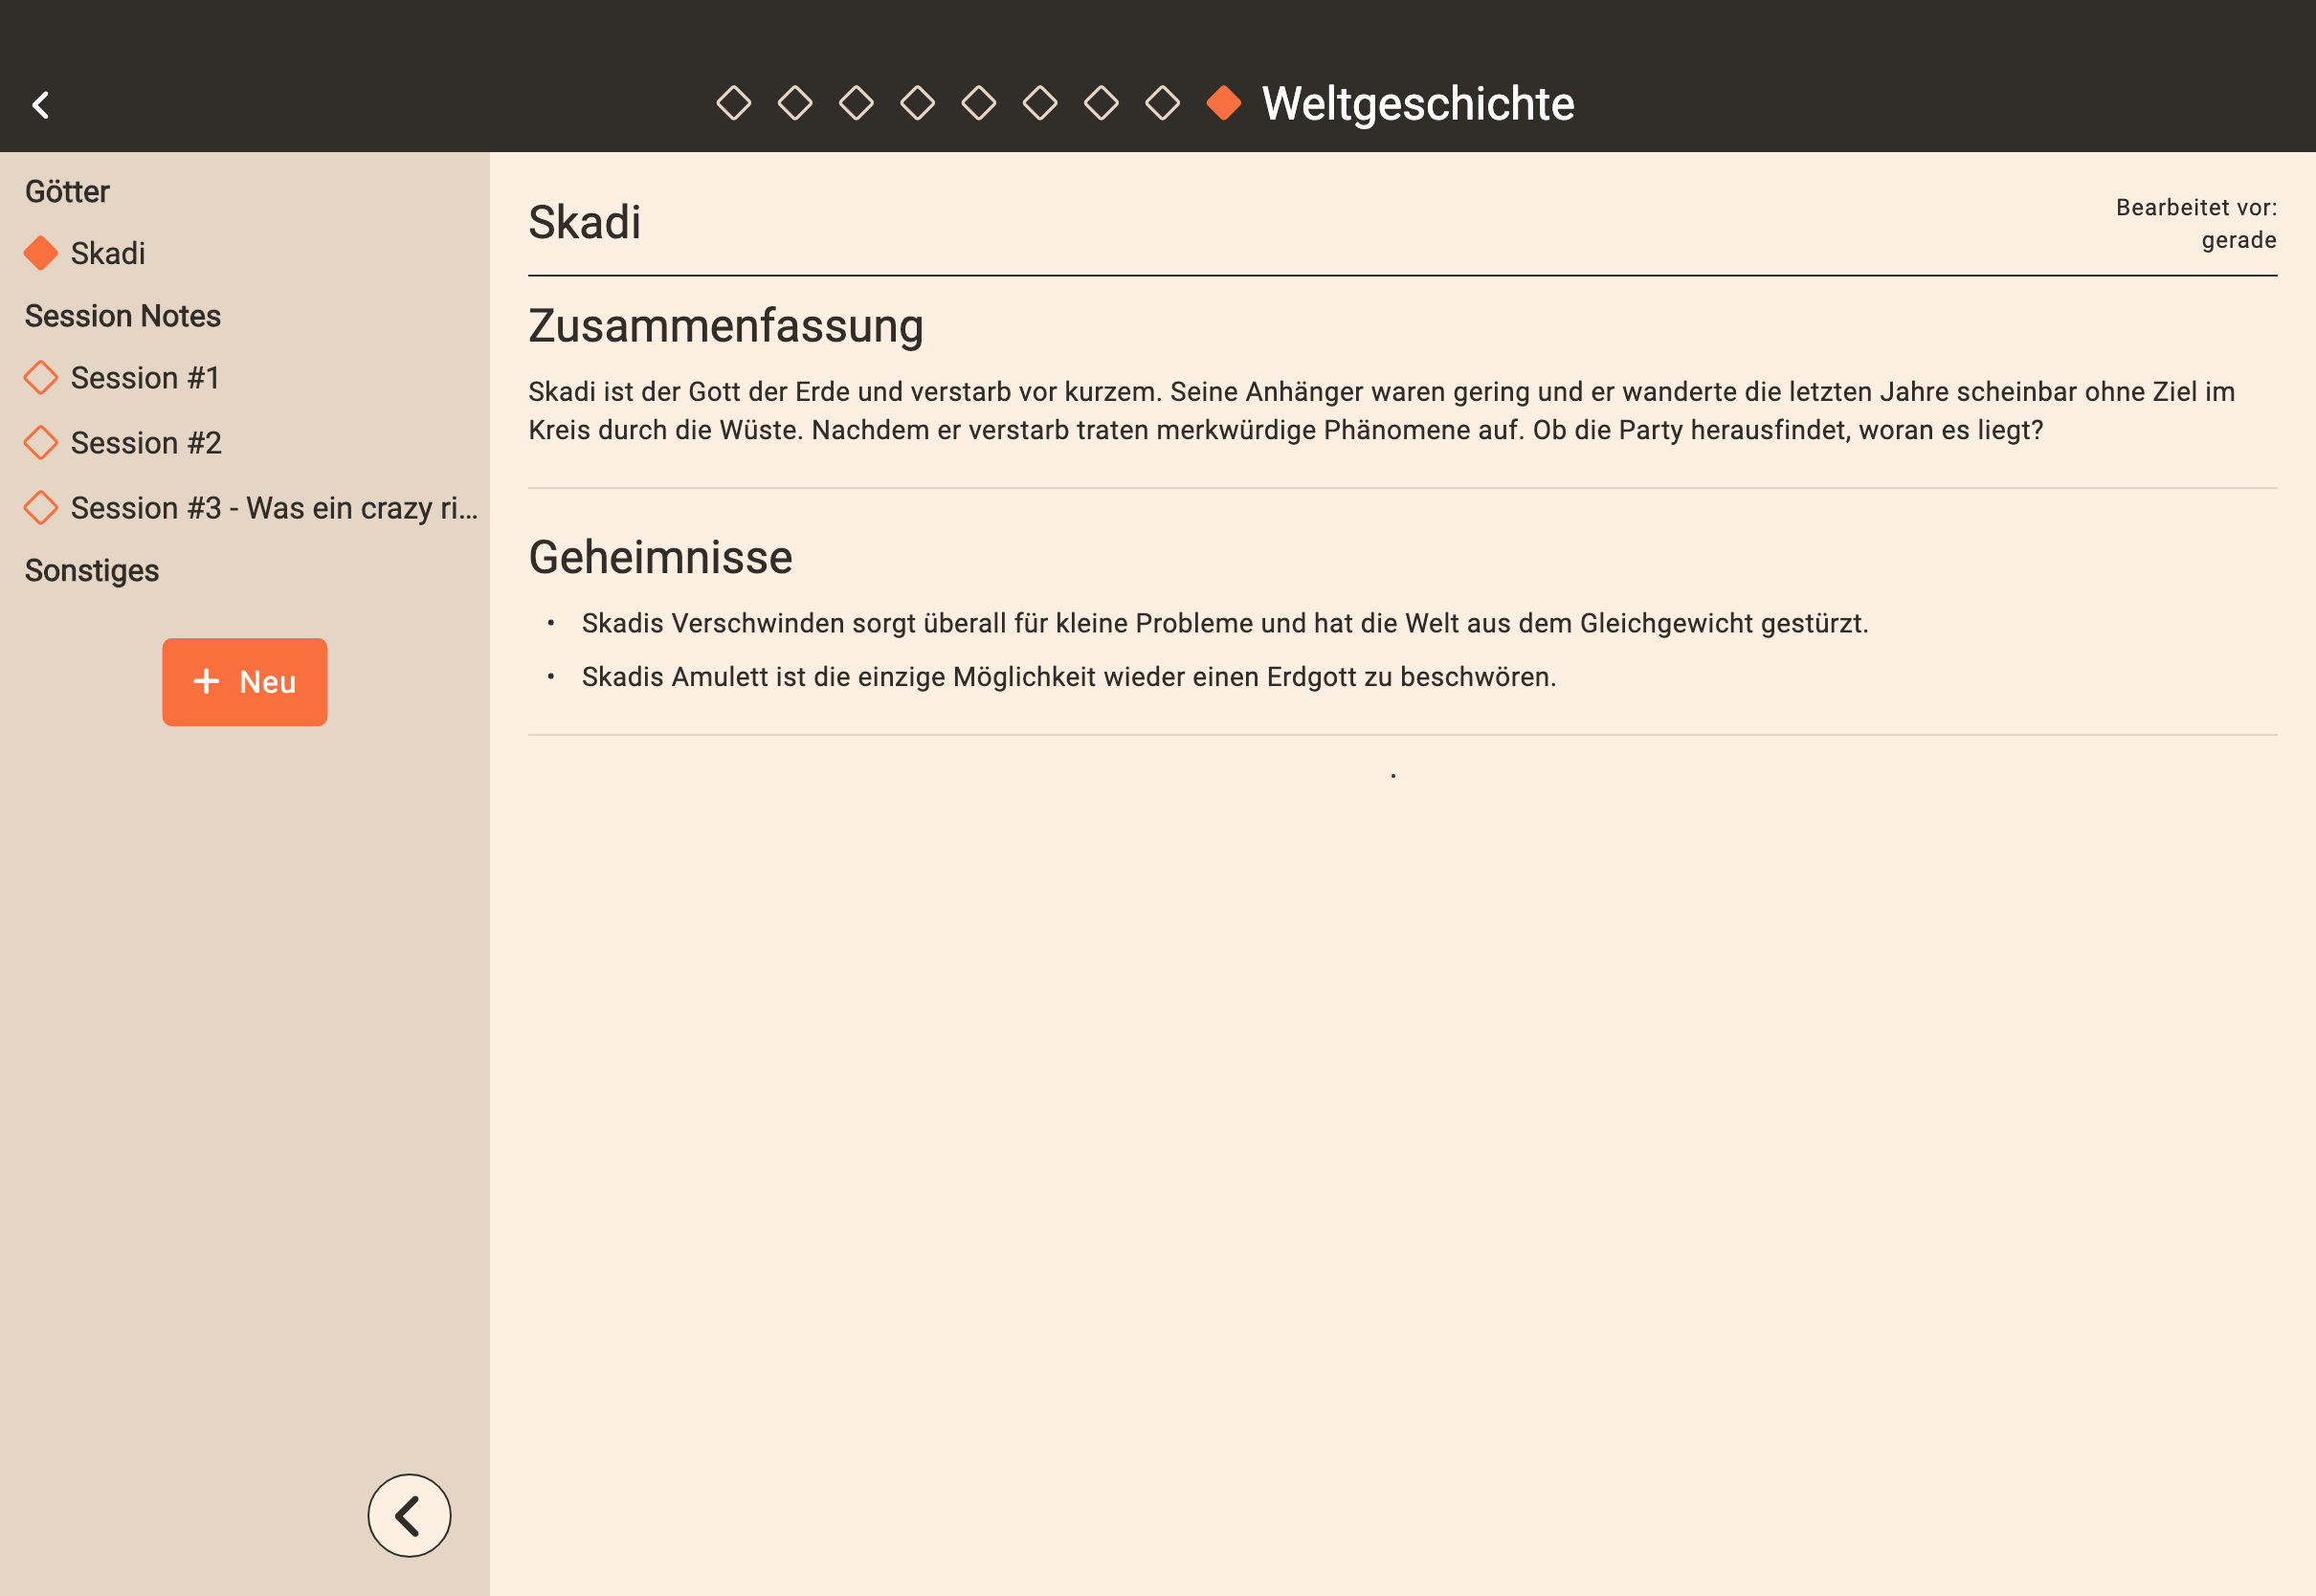 Weltgeschichte
Götter
Skadi
Session Notes
Session #1
Session #2
Session #3 - Was ein crazy ri...
Sonstiges
+ Neu
Skadi
Bearbeitet vor:
gerade
Zusammenfassung
Skadi ist der Gott der Erde und verstarb vor kurzem. Seine Anhänger waren gering und er wanderte die letzten Jahre scheinbar ohne Ziel im
Kreis durch die Wüste. Nachdem er verstarb traten merkwürdige Phänomene auf. Ob die Party herausfindet, woran es liegt?
Geheimnisse
• Skadis Verschwinden sorgt überall für kleine Probleme und hat die Welt aus dem Gleichgewicht gestürzt.
• Skadis Amulett ist die einzige Möglichkeit wieder einen Erdgott zu beschwören.
.